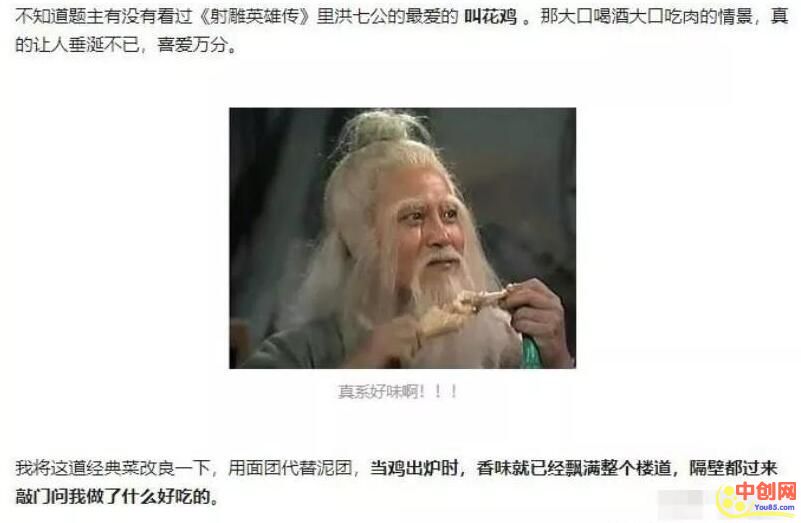 不知道题主有没有看过《射雕英雄传》里洪七公的最爱的 叫花鸡 。那大口喝酒大口吃肉的情景，真
的让人垂涎不已，喜爱万分。
真系好味啊！！！
我将这道经典菜改良一下，用面团代替泥团，当鸡出炉时，香味就已经飘满整个楼道，隔壁都过来
敲门问我做了什么好吃的。
中创网
You85.com